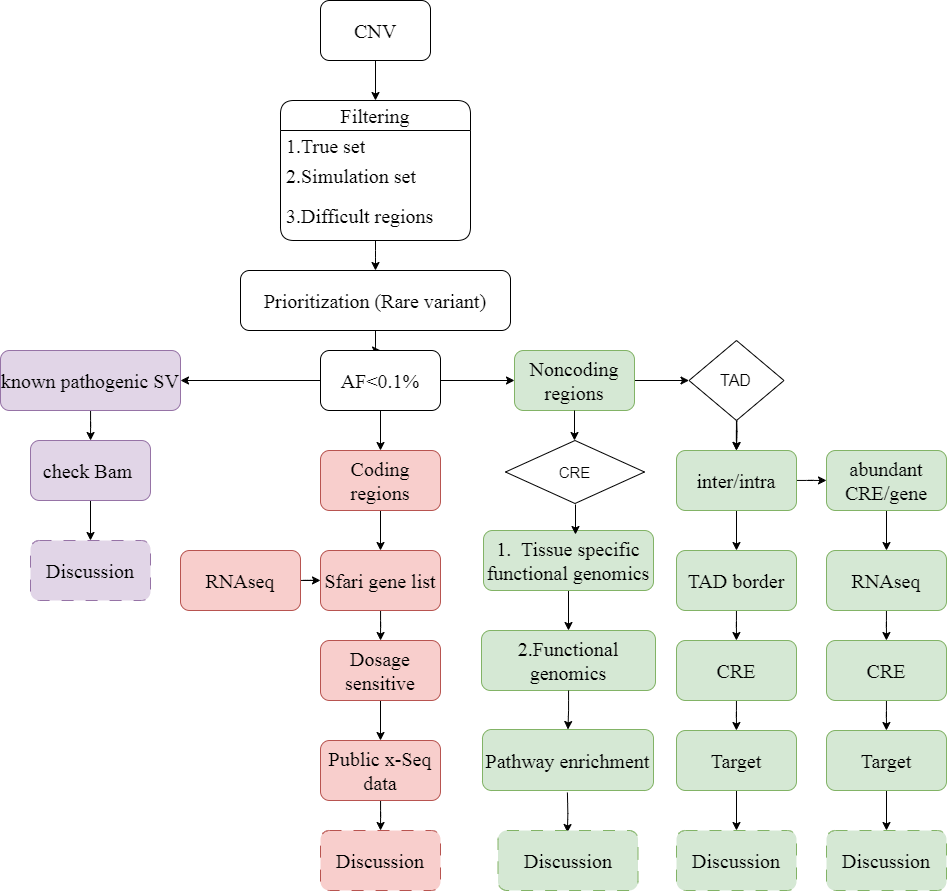 CNV
Filtering
1.True set
2.Simulation set
3.Difficult regions
Prioritization (Rare variant)
known pathogenic SV
AF<0.1%
Noncoding
regions
TAD
check Bam
Coding
regions
CRE
inter/intra
abundant
CRE/gene
Discussion
RNAseq
Sfari gene list
1. Tissue specific
functional genomics
TAD border
RNAseq
Dosage
sensitive
2.Functional
genomics
CRE
CRE
Public x-Seq
data
Pathway enrichment
Target
Target
Discussion
Discussion
Discussion
Discussion